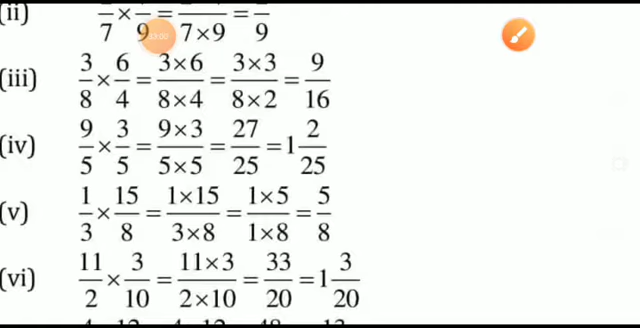 (ii) /7 × /9 = /(7×9) = /9
(iii) 3/8 × 6/4 = (3×6)/(8×4) = (3×3)/(8×2) = 9/16
(iv) 9/5 × 3/5 = (9×3)/(5×5) = 27/25 = 1 2/25
(v) 1/3 × 15/8 = (1×15)/(3×8) = (1×5)/(1×8) = 5/8
(vi) 11/2 × 3/10 = (11×3)/(2×10) = 33/20 = 1 3/20